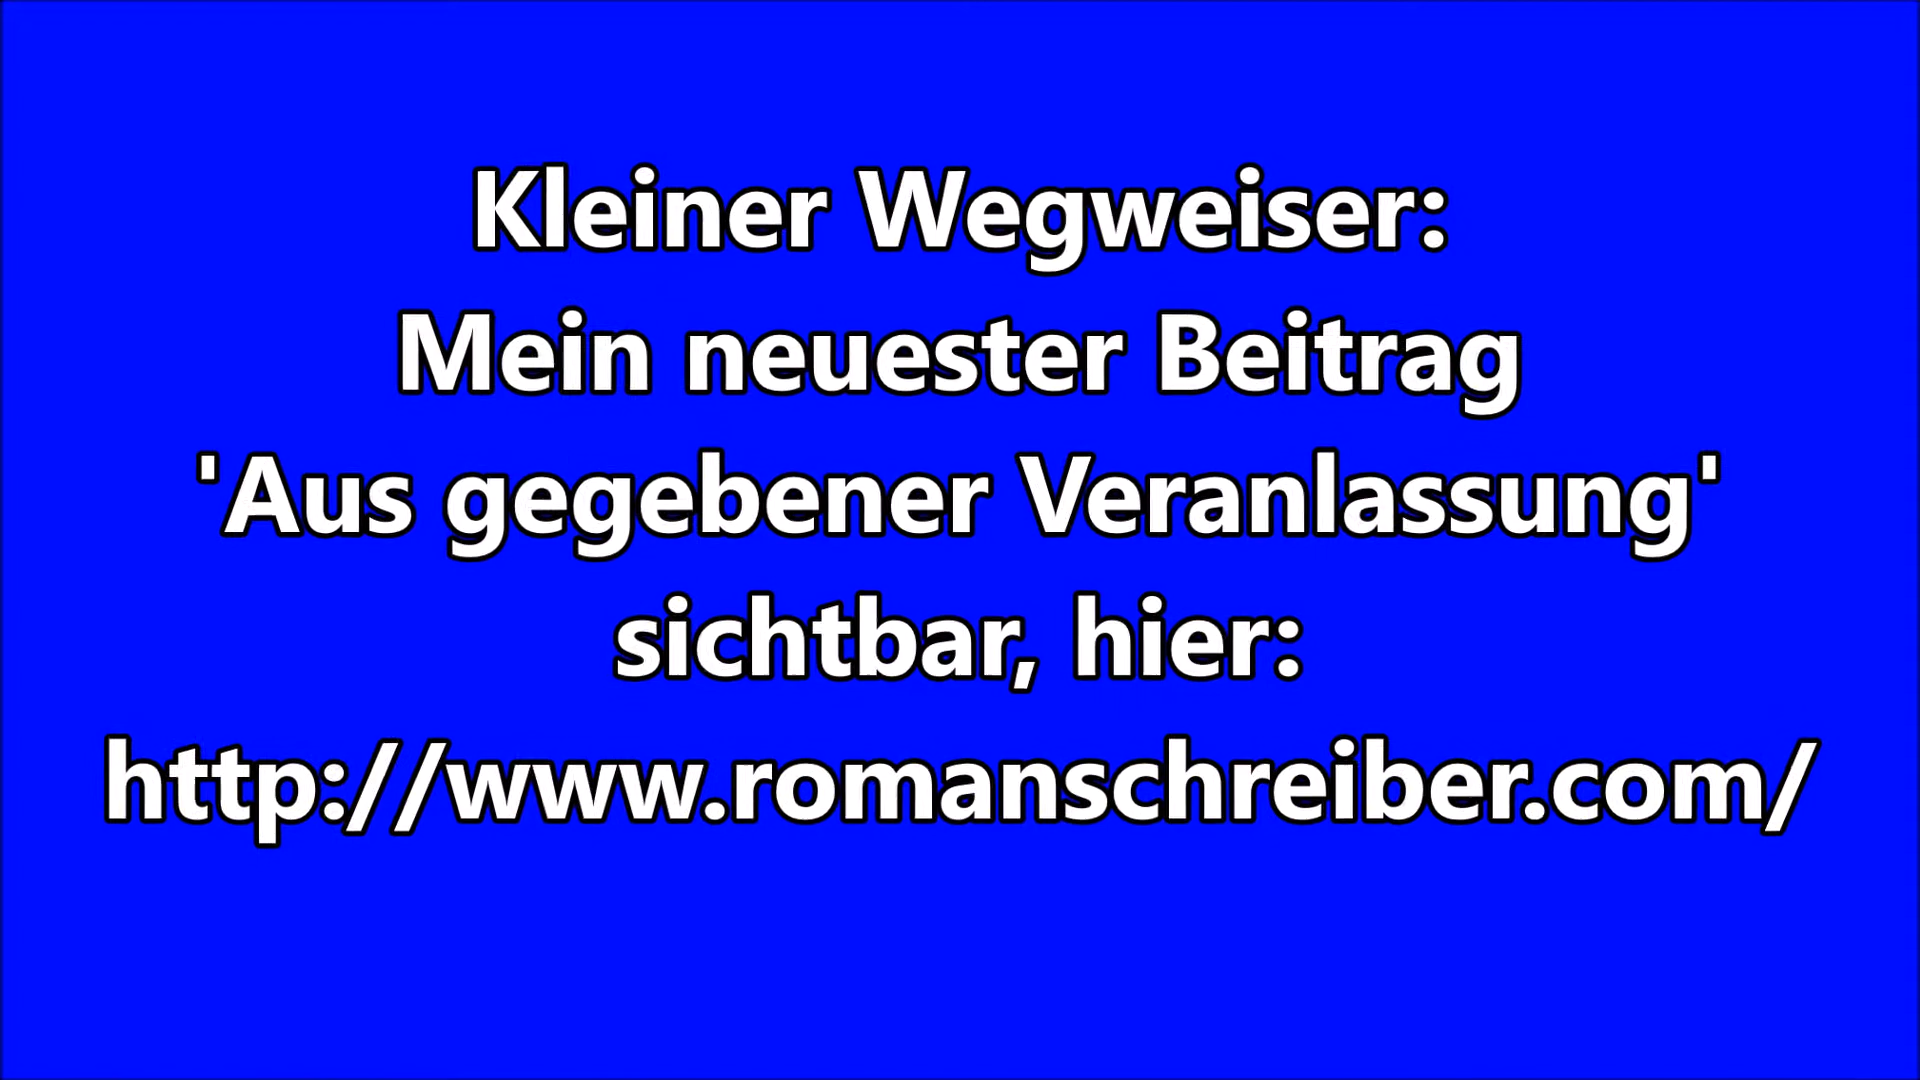 Kleiner Wegweiser:
Mein neuester Beitrag
'Aus gegebener Veranlassung'
sichtbar, hier:
http://www.romanschreiber.com/